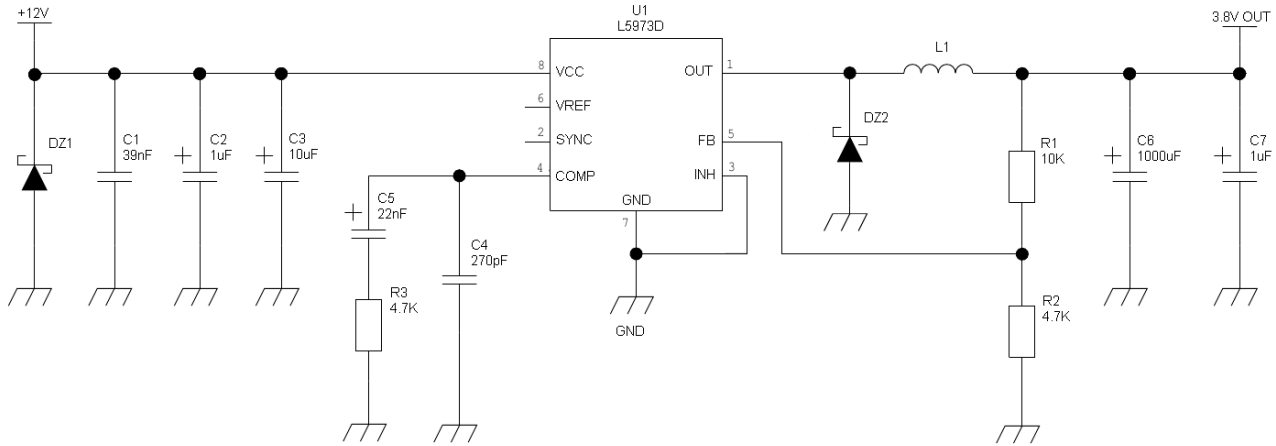 +12V
U1
L5973D
3.8V OUT
8 VCC
OUT 1
L1
6 VREF
2 SYNC
FB 5
4 COMP
INH 3
GND
7
DZ1
C1
39nF
C2
1uF
C3
10uF
DZ2
R1
10K
C6
1000uF
C7
1uF
C5
22nF
C4
270pF
R3
4.7K
GND
R2
4.7K